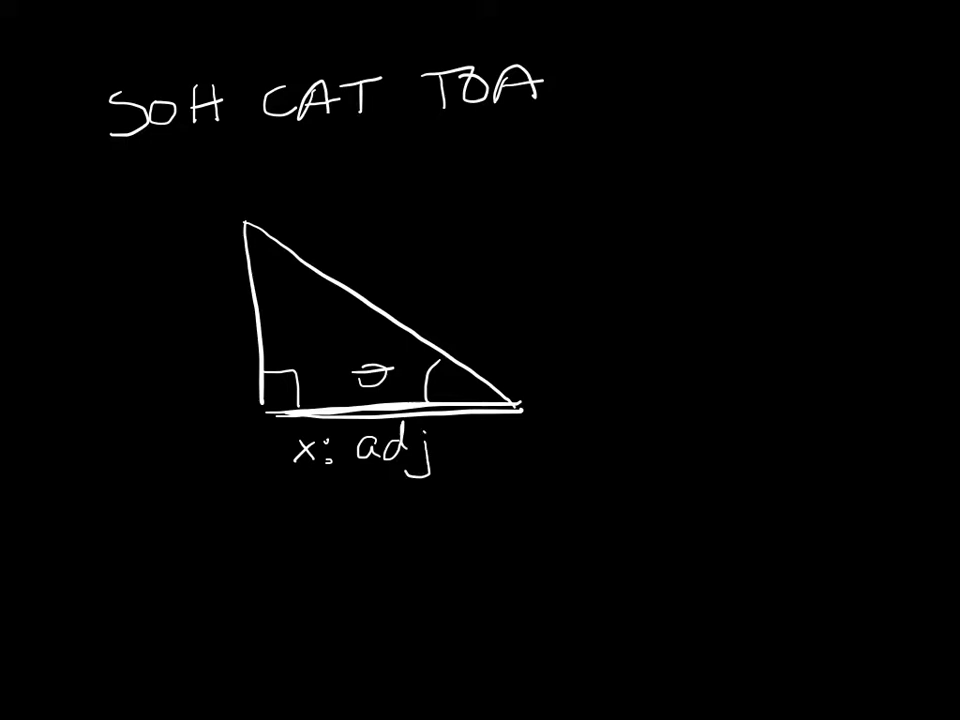 SOH CAT TOA
θ
x: adj